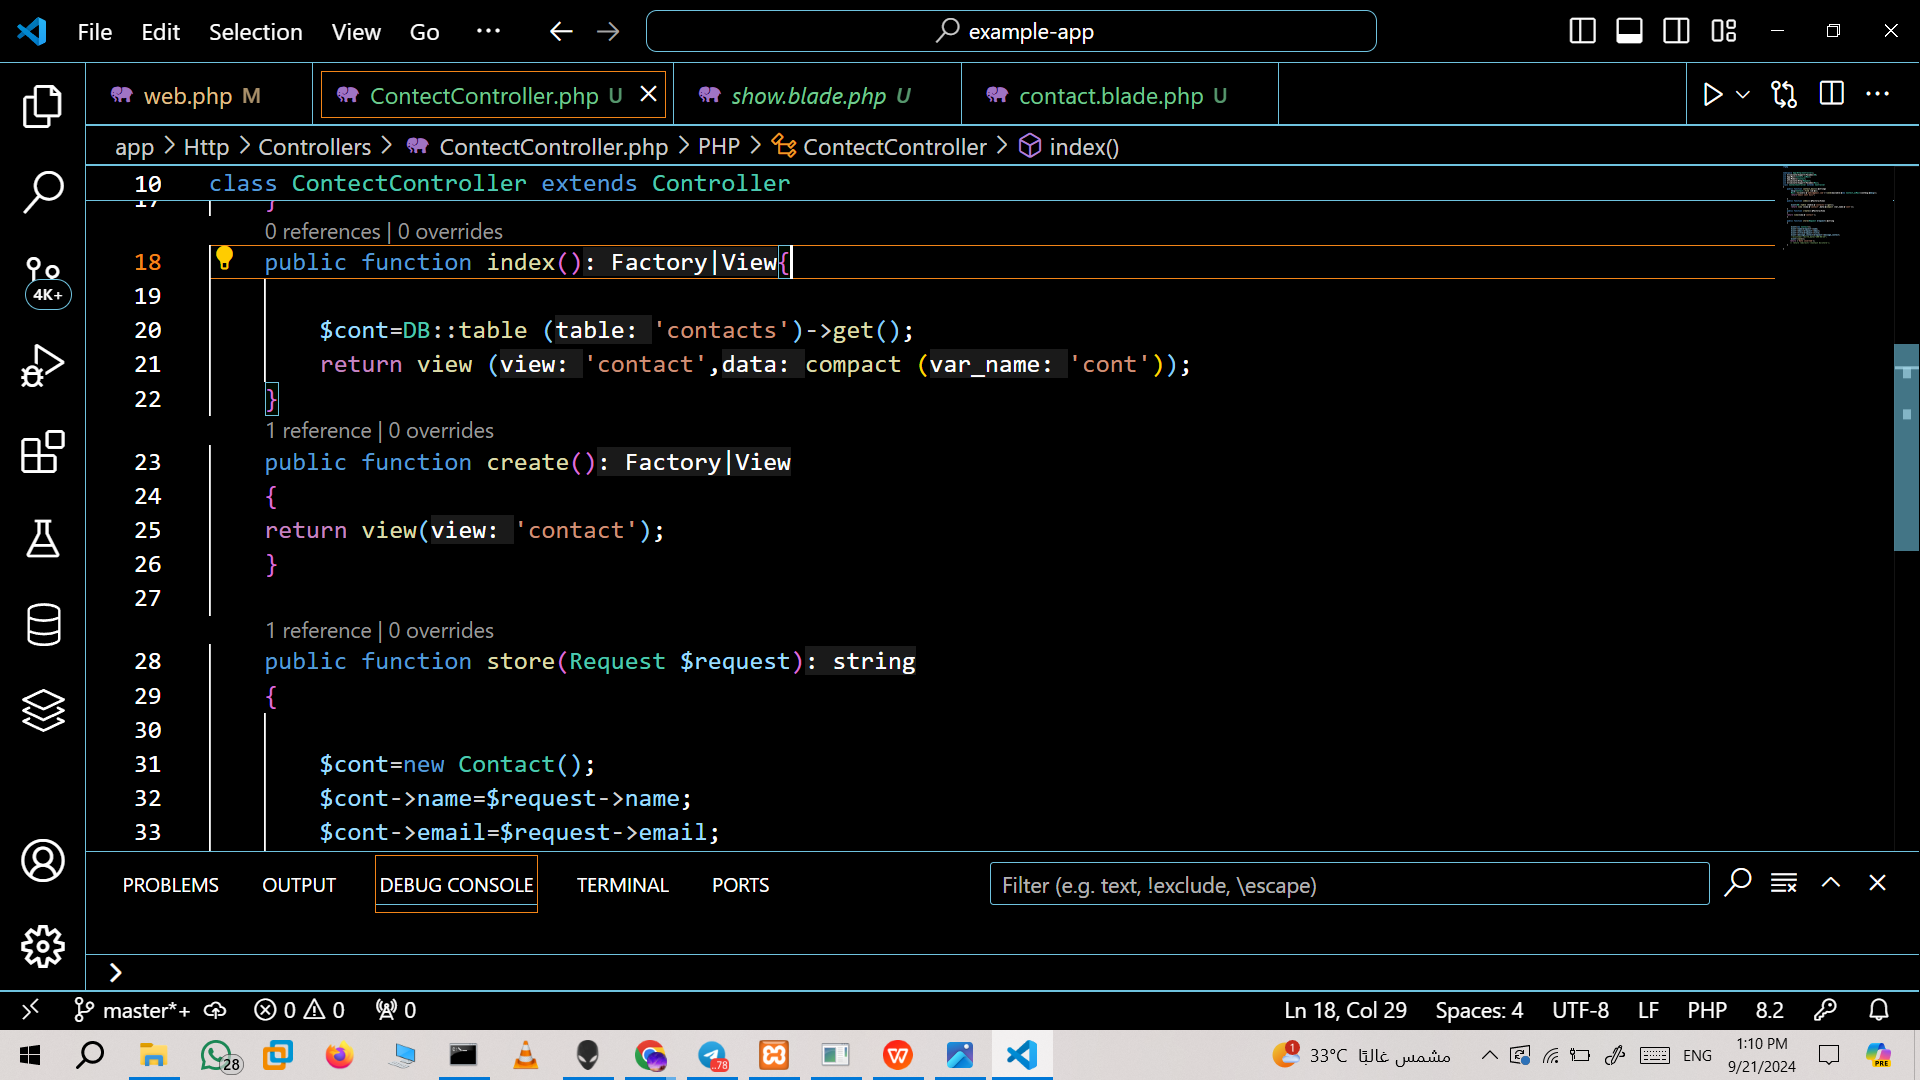 File Edit Selection View Go ··· example-app
web.php M ContectController.php U show.blade.php U contact.blade.php U
app > Http > Controllers > ContectController.php > PHP > ContectController > index()
10 class ContectController extends Controller
17 }
0 references | 0 overrides
18 public function index(): Factory|View{
19
20 $cont=DB::table (table: 'contacts')->get();
21 return view (view: 'contact',data: compact (var_name: 'cont'));
22 }
1 reference | 0 overrides
23 public function create(): Factory|View
24 {
25 return view(view: 'contact');
26 }
27
1 reference | 0 overrides
28 public function store(Request $request): string
29 {
30
31 $cont=new Contact();
32 $cont->name=$request->name;
33 $cont->email=$request->email;
4K+
PROBLEMS OUTPUT DEBUG CONSOLE TERMINAL PORTS Filter (e.g. text, !exclude, \escape)
>
master*+ 0 0 0 Ln 18, Col 29 Spaces: 4 UTF-8 LF PHP 8.2
28 ..78 1 33°C مشمس غالبًا ENG 1:10 PM PRE
9/21/2024